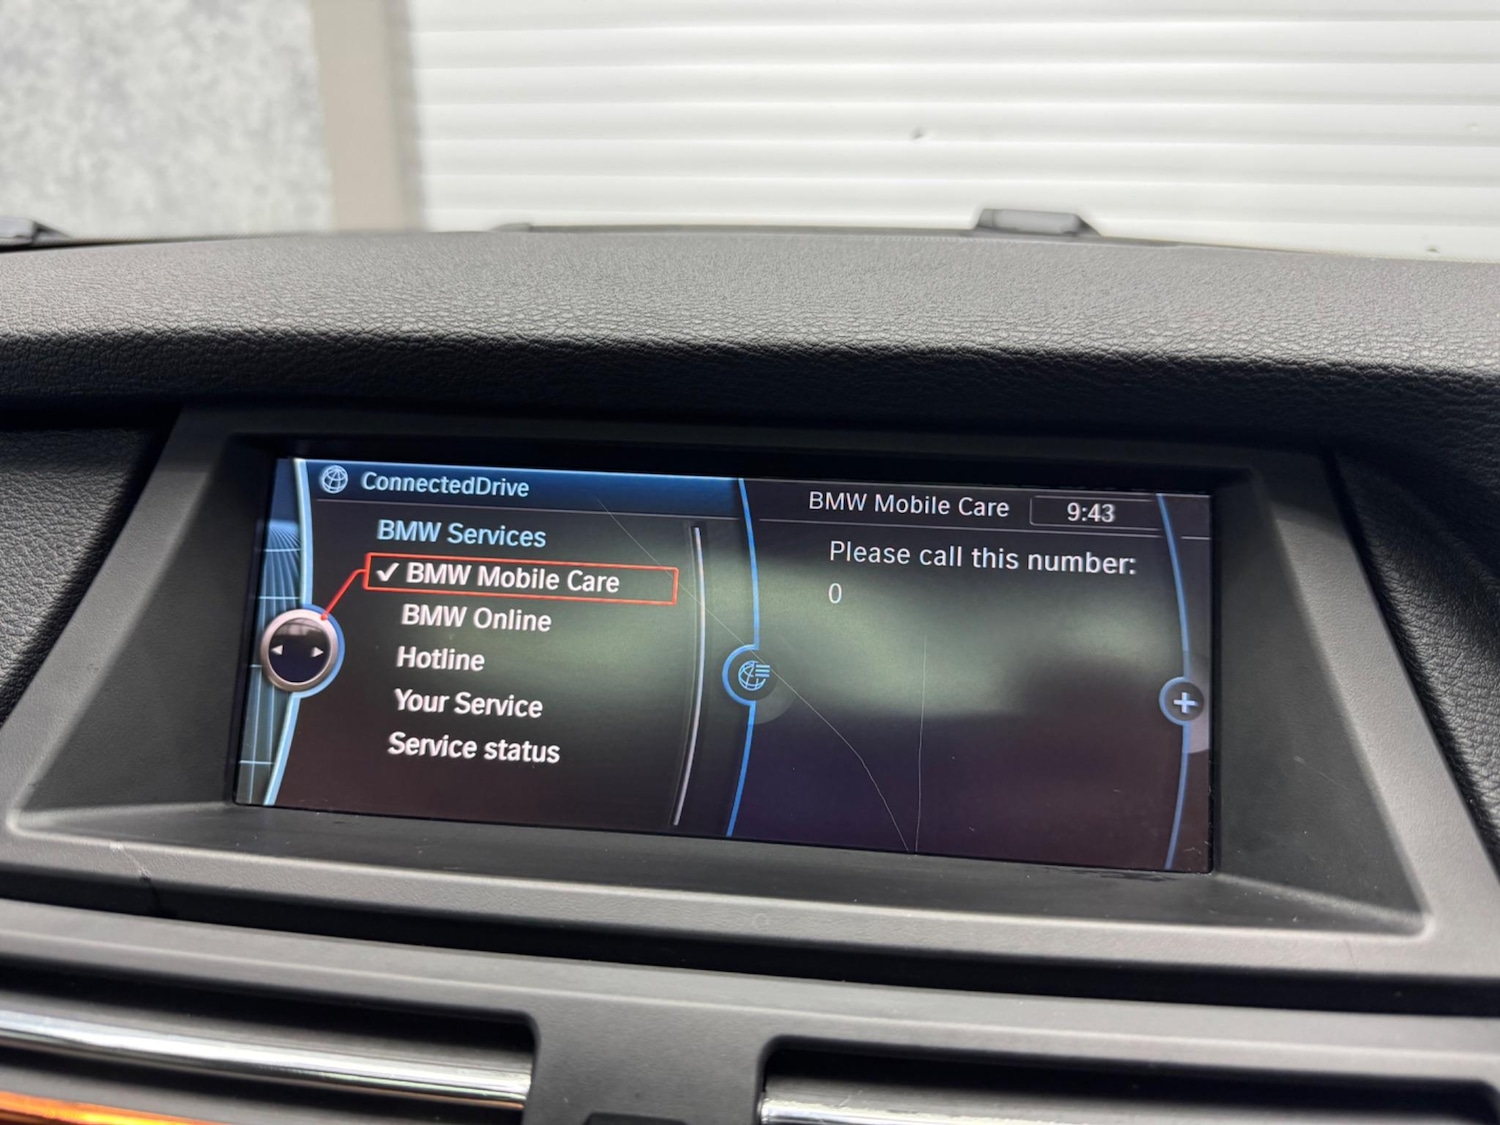 ConnectedDrive
BMW Services
✓ BMW Mobile Care
BMW Online
Hotline
Your Service
Service status
BMW Mobile Care 9:43
Please call this number:
0